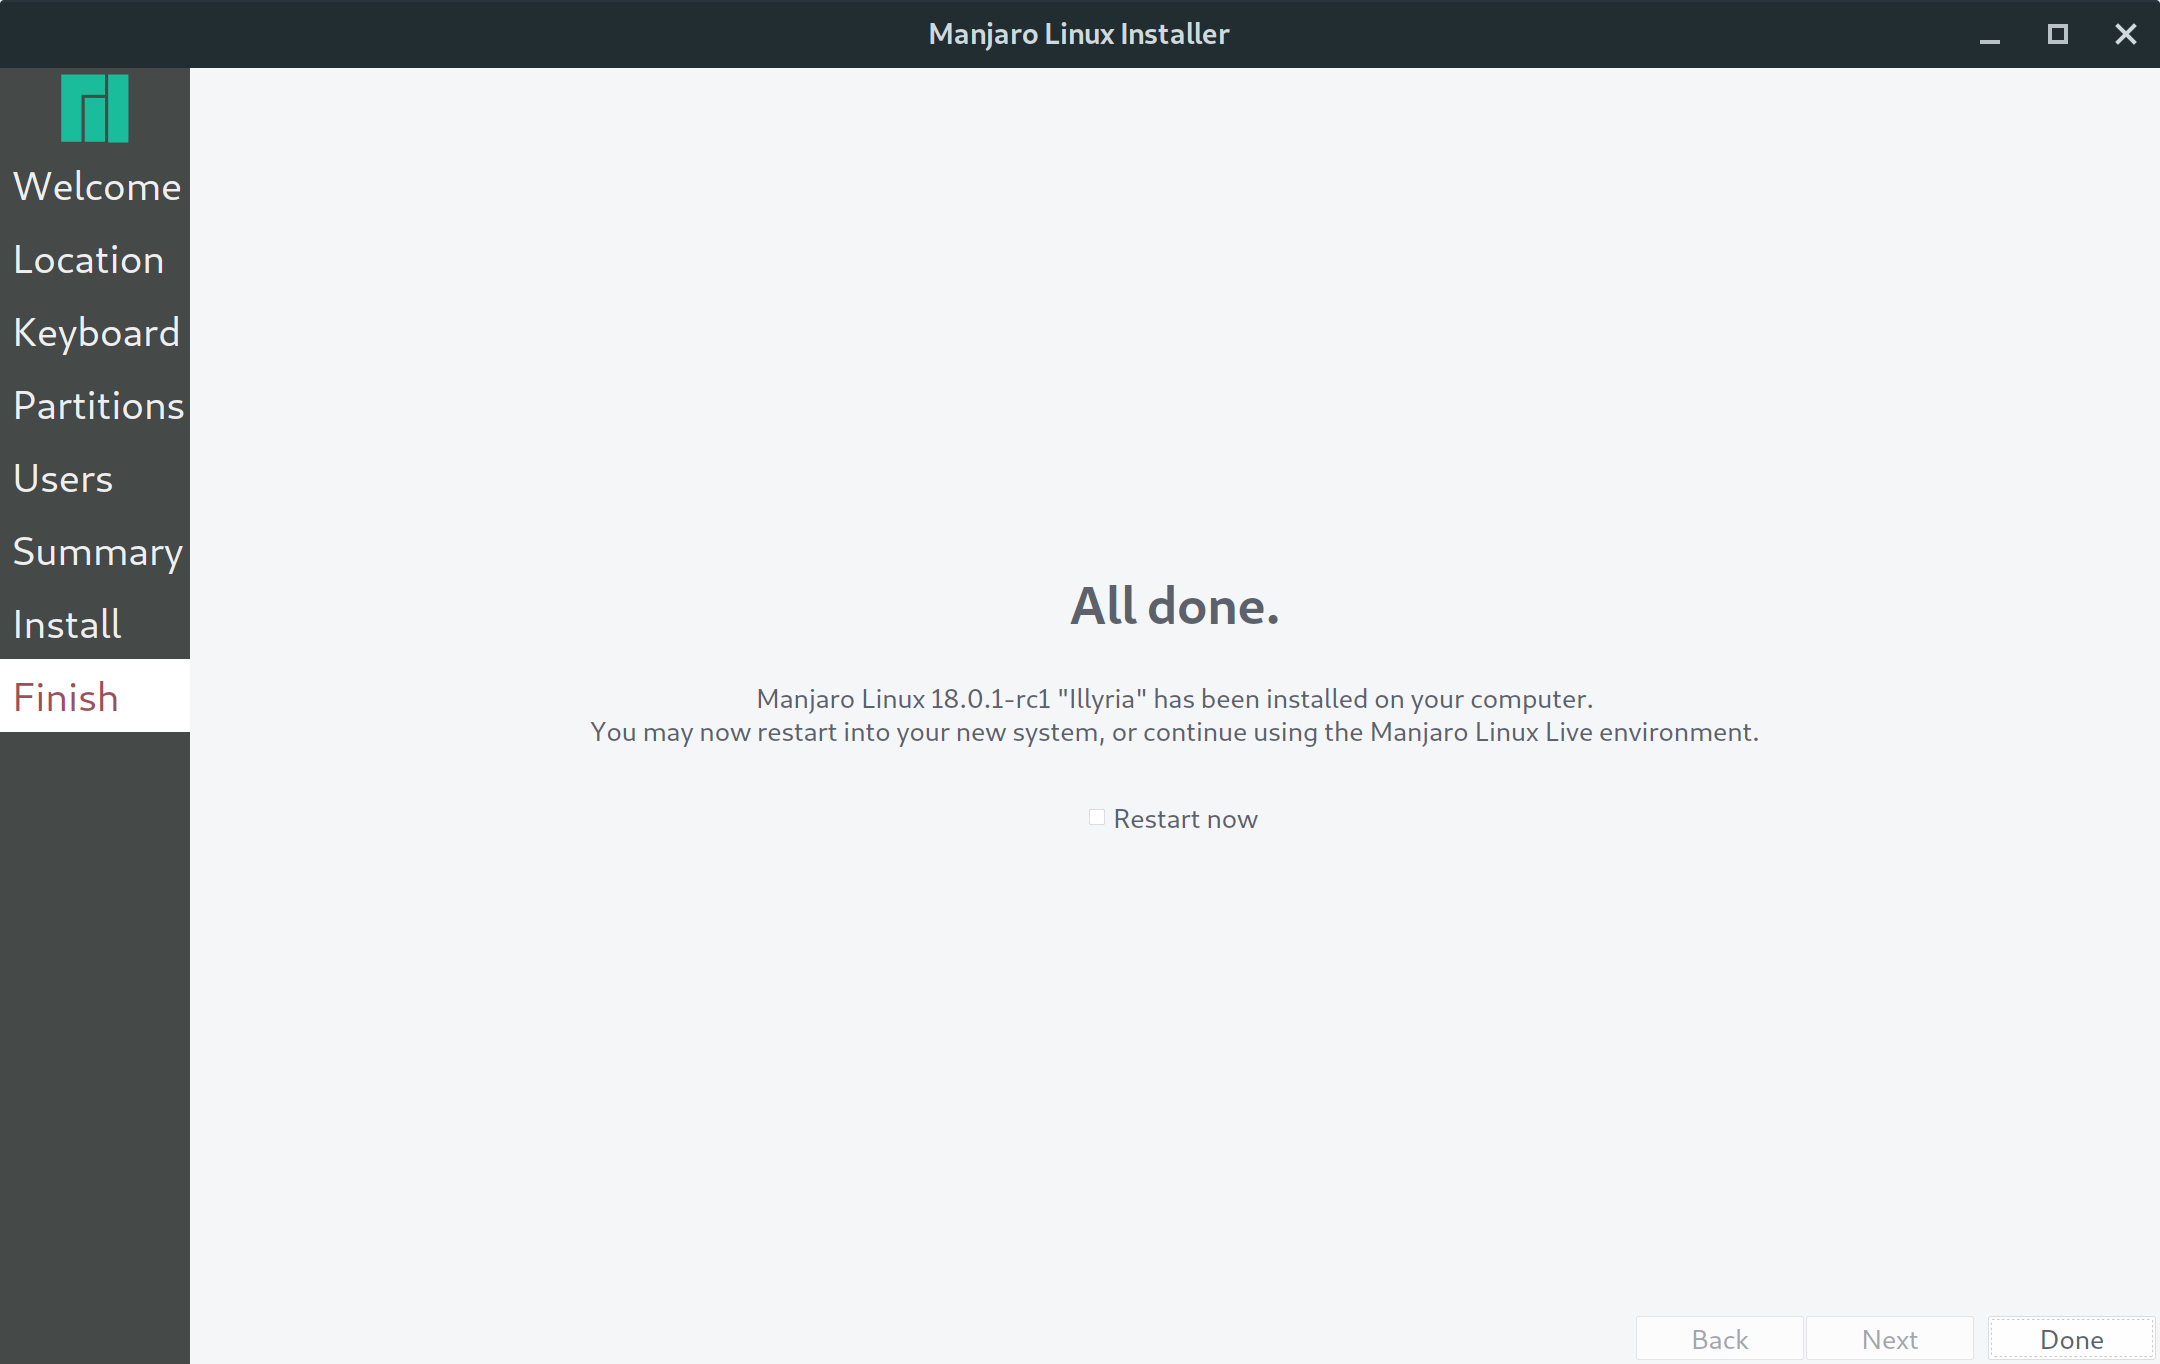 Manjaro Linux Installer
Welcome
Location
Keyboard
Partitions
Users
Summary
Install
Finish
All done.
Manjaro Linux 18.0.1-rc1 "Illyria" has been installed on your computer.
You may now restart into your new system, or continue using the Manjaro Linux Live environment.
Restart now
Back
Next
Done